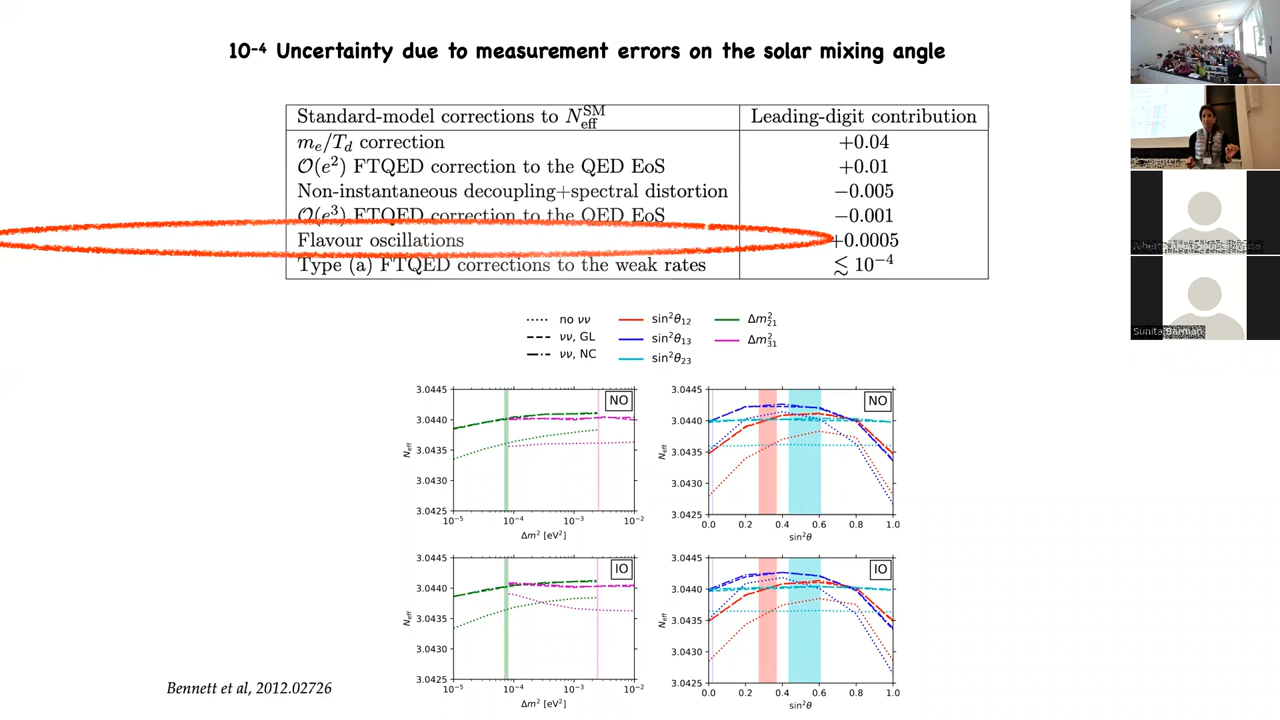 10⁻⁴ Uncertainty due to measurement errors on the solar mixing angle
Standard-model corrections to N_eff^SM | Leading-digit contribution
m_e/T_d correction | +0.04
𝒪(e²) FTQED correction to the QED EoS | +0.01
Non-instantaneous decoupling+spectral distortion | −0.005
𝒪(e³) FTQED correction to the QED EoS | −0.001
Flavour oscillations | +0.0005
Type (a) FTQED corrections to the weak rates | ≲ 10⁻⁴
no νν
νν, GL
νν, NC
sin²θ₁₂
sin²θ₁₃
sin²θ₂₃
Δm²₂₁
Δm²₃₁
NO
3.0445
3.0440
3.0435
3.0430
3.0425
N_eff
10⁻⁵ 10⁻⁴ 10⁻³ 10⁻²
Δm² [eV²]
NO
3.0445
3.0440
3.0435
3.0430
3.0425
N_eff
0.0 0.2 0.4 0.6 0.8 1.0
sin²θ
IO
3.0445
3.0440
3.0435
3.0430
3.0425
N_eff
10⁻⁵ 10⁻⁴ 10⁻³ 10⁻²
Δm² [eV²]
IO
3.0445
3.0440
3.0435
3.0430
3.0425
N_eff
0.0 0.2 0.4 0.6 0.8 1.0
sin²θ
Bennett et al, 2012.02726
Sunita Barman